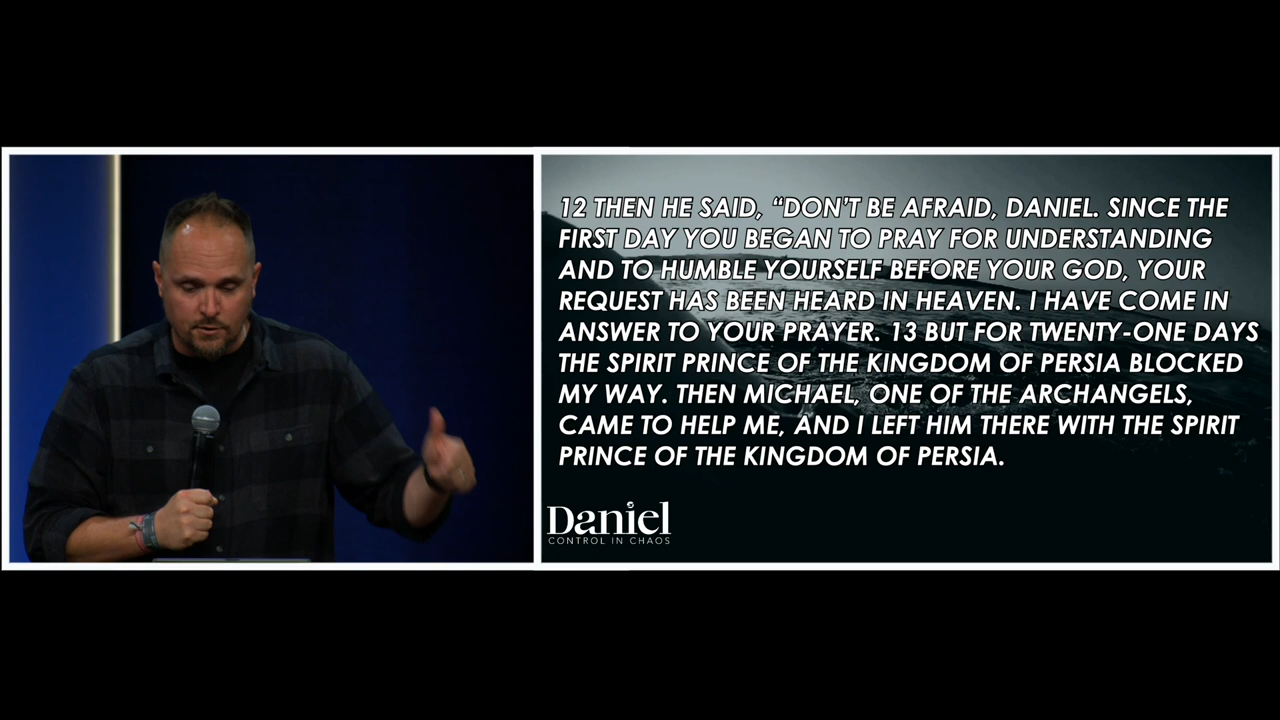 12 THEN HE SAID, “DON’T BE AFRAID, DANIEL. SINCE THE
FIRST DAY YOU BEGAN TO PRAY FOR UNDERSTANDING
AND TO HUMBLE YOURSELF BEFORE YOUR GOD, YOUR
REQUEST HAS BEEN HEARD IN HEAVEN. I HAVE COME IN
ANSWER TO YOUR PRAYER. 13 BUT FOR TWENTY-ONE DAYS
THE SPIRIT PRINCE OF THE KINGDOM OF PERSIA BLOCKED
MY WAY. THEN MICHAEL, ONE OF THE ARCHANGELS,
CAME TO HELP ME, AND I LEFT HIM THERE WITH THE SPIRIT
PRINCE OF THE KINGDOM OF PERSIA.
Daniel
CONTROL IN CHAOS